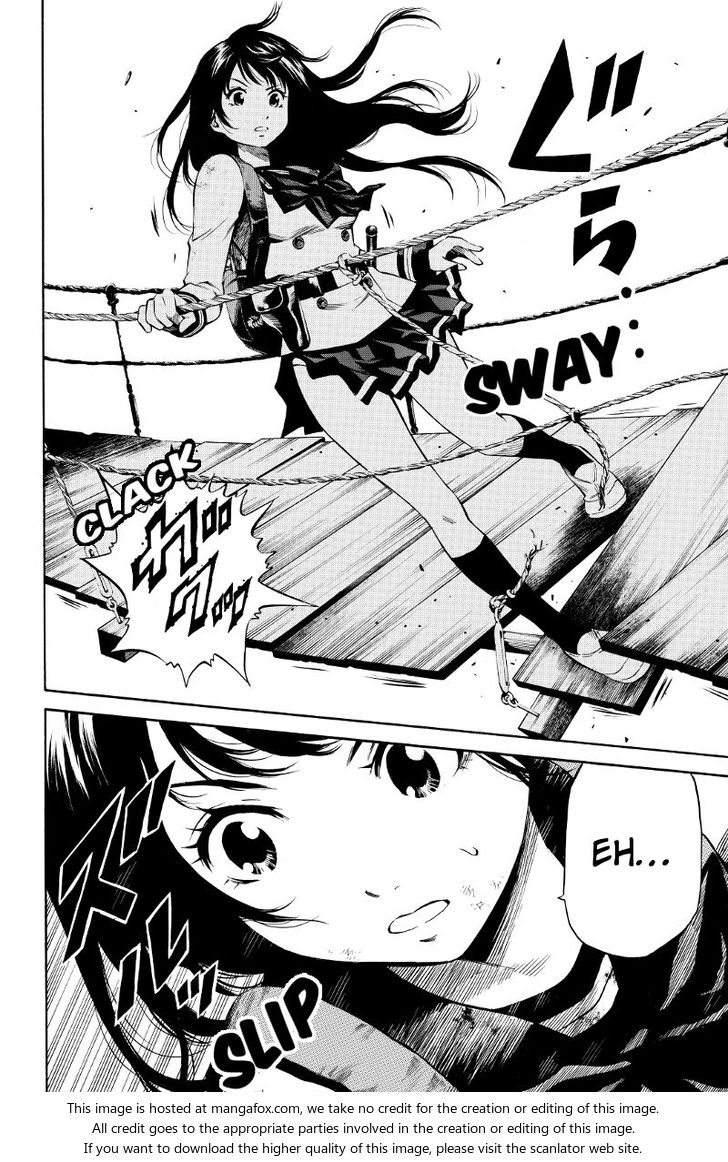 ぐら
SWAY:
CLACK
ガクッ
EH...
ズルッ
SLIP
This image is hosted at mangafox.com, we take no credit for the creation or editing of this image.
All credit goes to the appropriate parties involved in the creation or editing of this image.
If you want to download the higher quality of this image, please visit the scanlator web site.